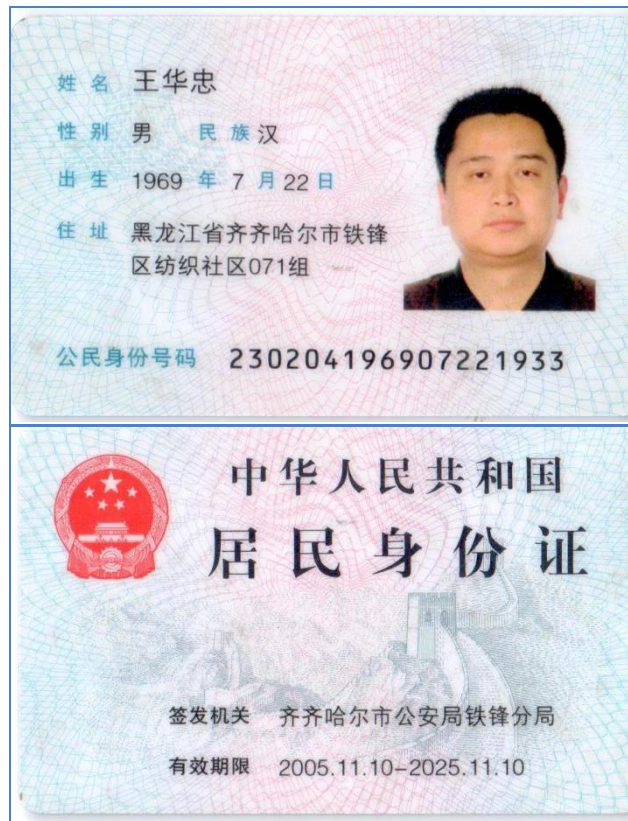 姓名 王华忠
性别 男 民族 汉
出生 1969 年 7 月 22 日
住址 黑龙江省齐齐哈尔市铁锋
区纺织社区071组
公民身份号码 230204196907221933
中华人民共和国
居民身份证
签发机关 齐齐哈尔市公安局铁锋分局
有效期限 2005.11.10-2025.11.10